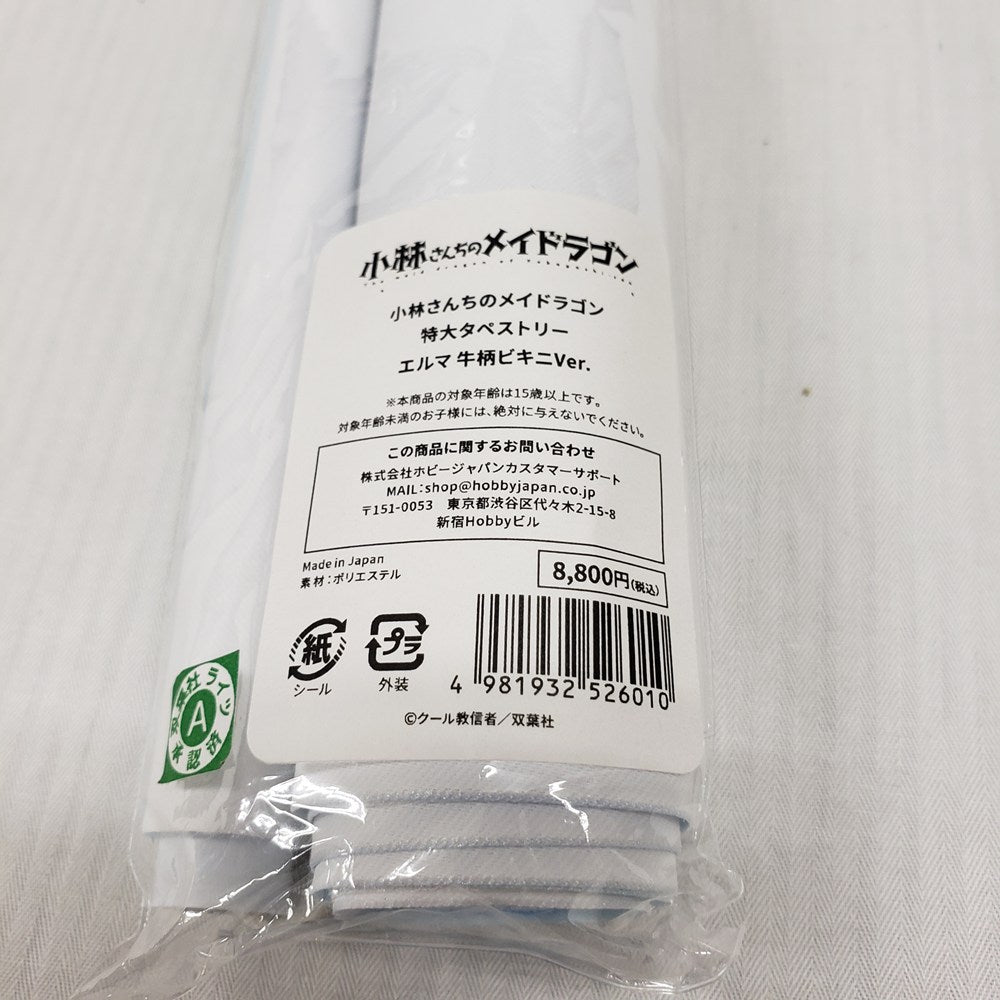 小林さんちのメイドラゴン
小林さんちのメイドラゴン
特大タペストリー
エルマ 牛柄ビキニVer.
※本商品の対象年齢は15歳以上です。
対象年齢未満のお子様には、絶対に与えないでください。
この商品に関するお問い合わせ
株式会社ホビージャパンカスタマーサポート
MAIL:shop@hobbyjapan.co.jp
〒151-0053　東京都渋谷区代々木2-15-8
新宿Hobbyビル
Made in Japan
素材:ポリエステル
8,800円(税込)
紙
シール
プラ
外装
4 981932 526010
©クール教信者／双葉社
双葉社ライツ
A